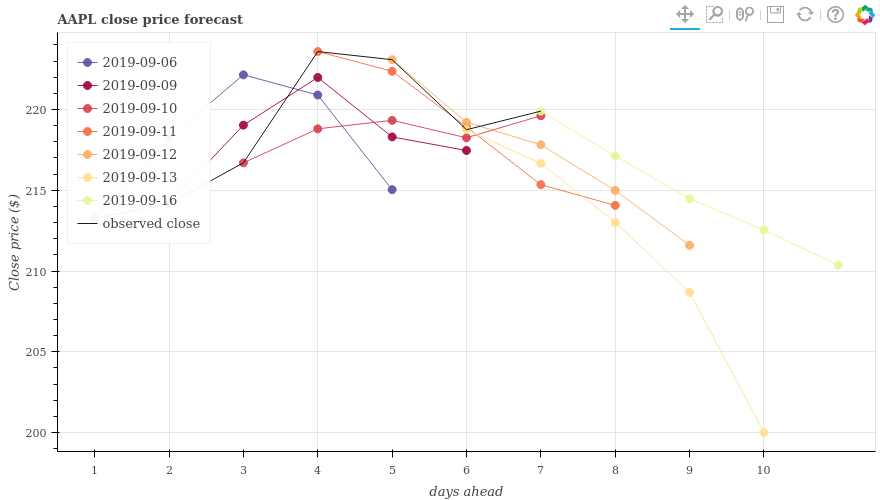 AAPL close price forecast
2019-09-06
2019-09-09
2019-09-10
2019-09-11
2019-09-12
2019-09-13
2019-09-16
observed close
Close price ($)
220
215
210
205
200
1 2 3 4 5 6 7 8 9 10
days ahead